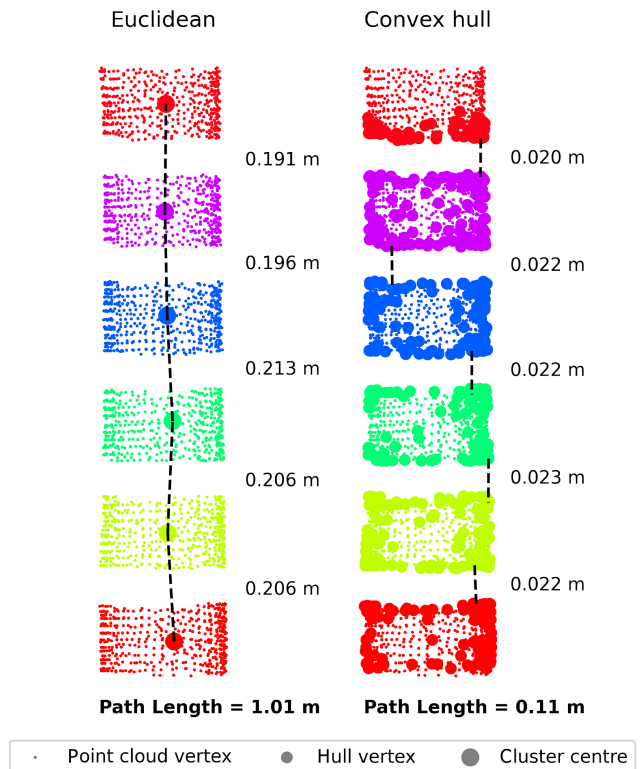 Euclidean
Convex hull
0.191 m
0.020 m
0.196 m
0.022 m
0.213 m
0.022 m
0.206 m
0.023 m
0.206 m
0.022 m
Path Length = 1.01 m
Path Length = 0.11 m
Point cloud vertex
Hull vertex
Cluster centre